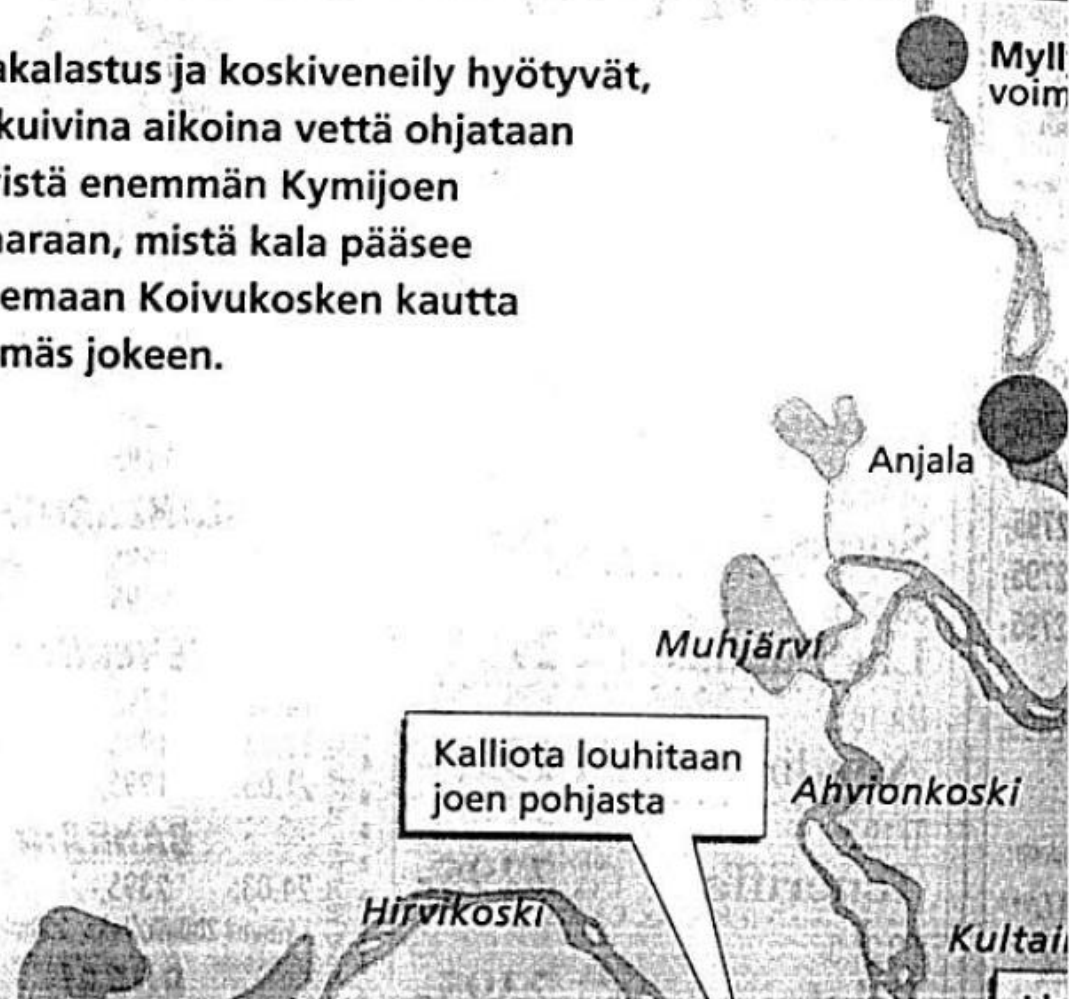 akalastus ja koskiveneily hyötyvät,
kuivina aikoina vettä ohjataan
istä enemmän Kymijoen
aaraan, mistä kala pääsee
emaan Koivukosken kautta
mäs jokeen.
Myll
voim
Anjala
Muhjärvi
Kalliota louhitaan
joen pohjasta
Ahvionkoski
Hirvikoski
Kultai